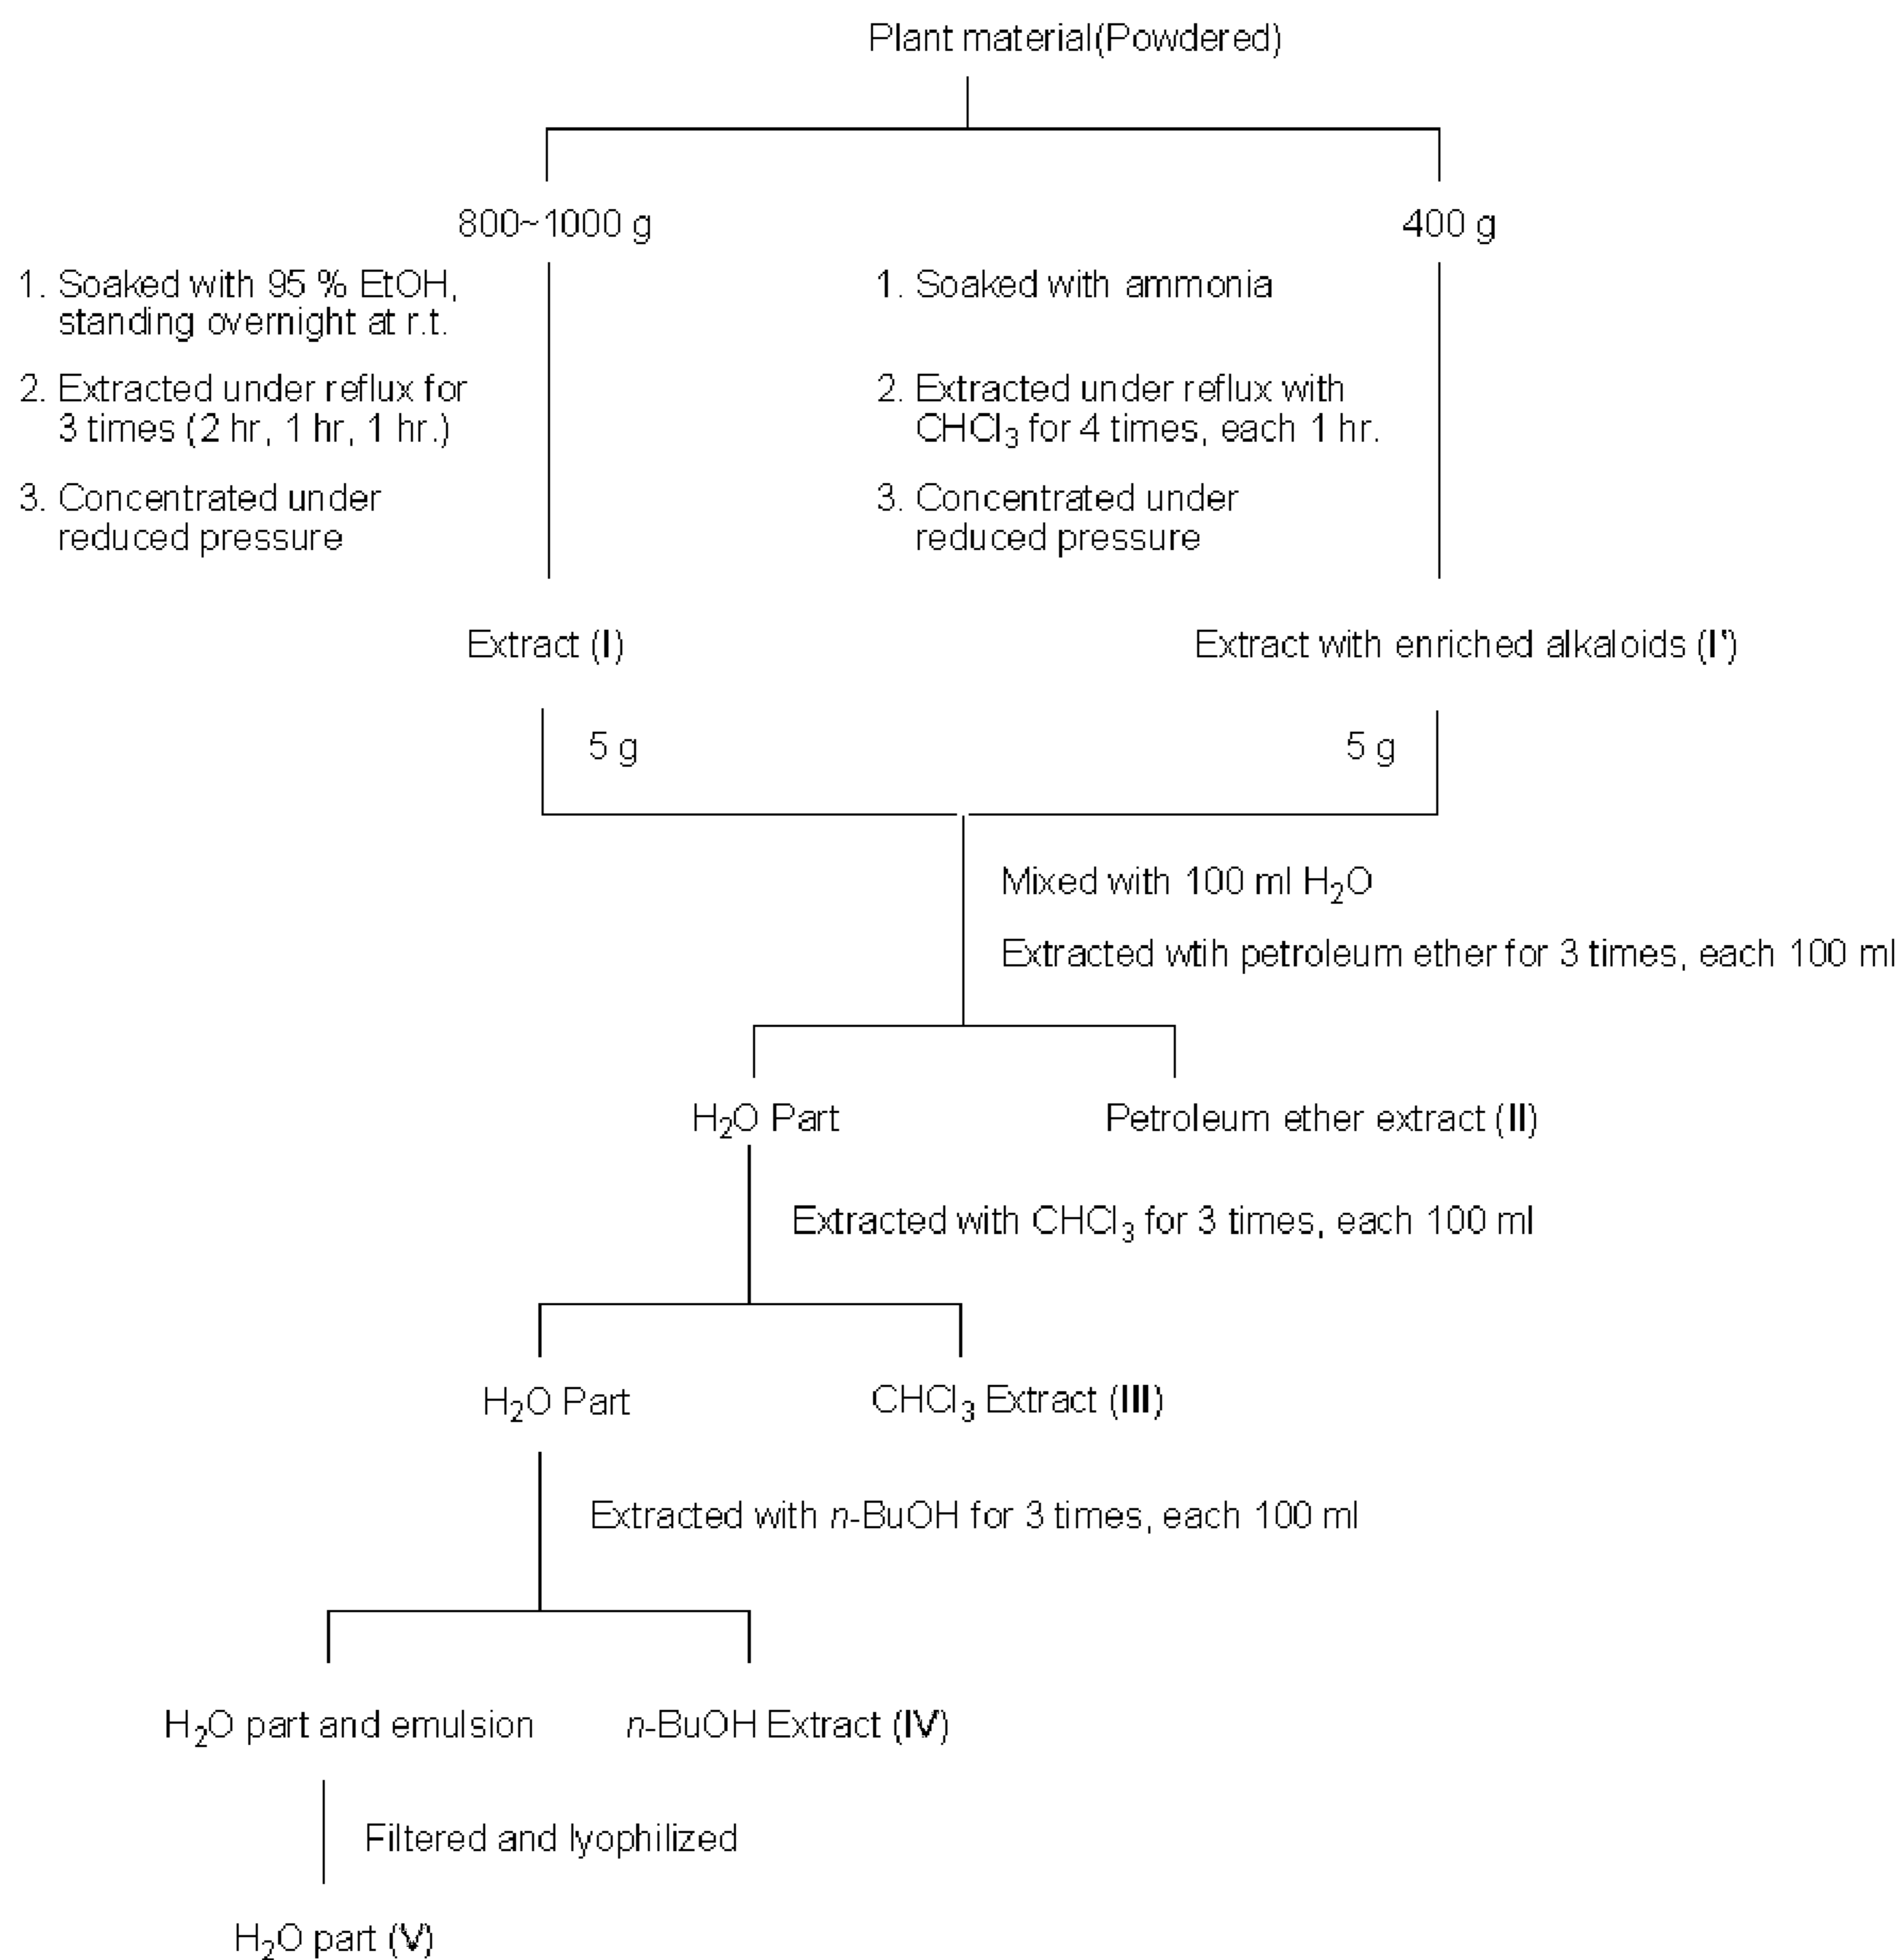 Plant material(Powdered)
800~1000 g
400 g
1. Soaked with 95 % EtOH,
standing overnight at r.t.
2. Extracted under reflux for
3 times (2 hr, 1 hr, 1 hr.)
3. Concentrated under
reduced pressure
1. Soaked with ammonia
2. Extracted under reflux with
CHCl₃ for 4 times, each 1 hr.
3. Concentrated under
reduced pressure
Extract (I)
Extract with enriched alkaloids (I')
5 g
5 g
Mixed with 100 ml H₂O
Extracted wtih petroleum ether for 3 times, each 100 ml
H₂O Part
Petroleum ether extract (II)
Extracted with CHCl₃ for 3 times, each 100 ml
H₂O Part
CHCl₃ Extract (III)
Extracted with n-BuOH for 3 times, each 100 ml
H₂O part and emulsion
n-BuOH Extract (IV)
Filtered and lyophilized
H₂O part (V)